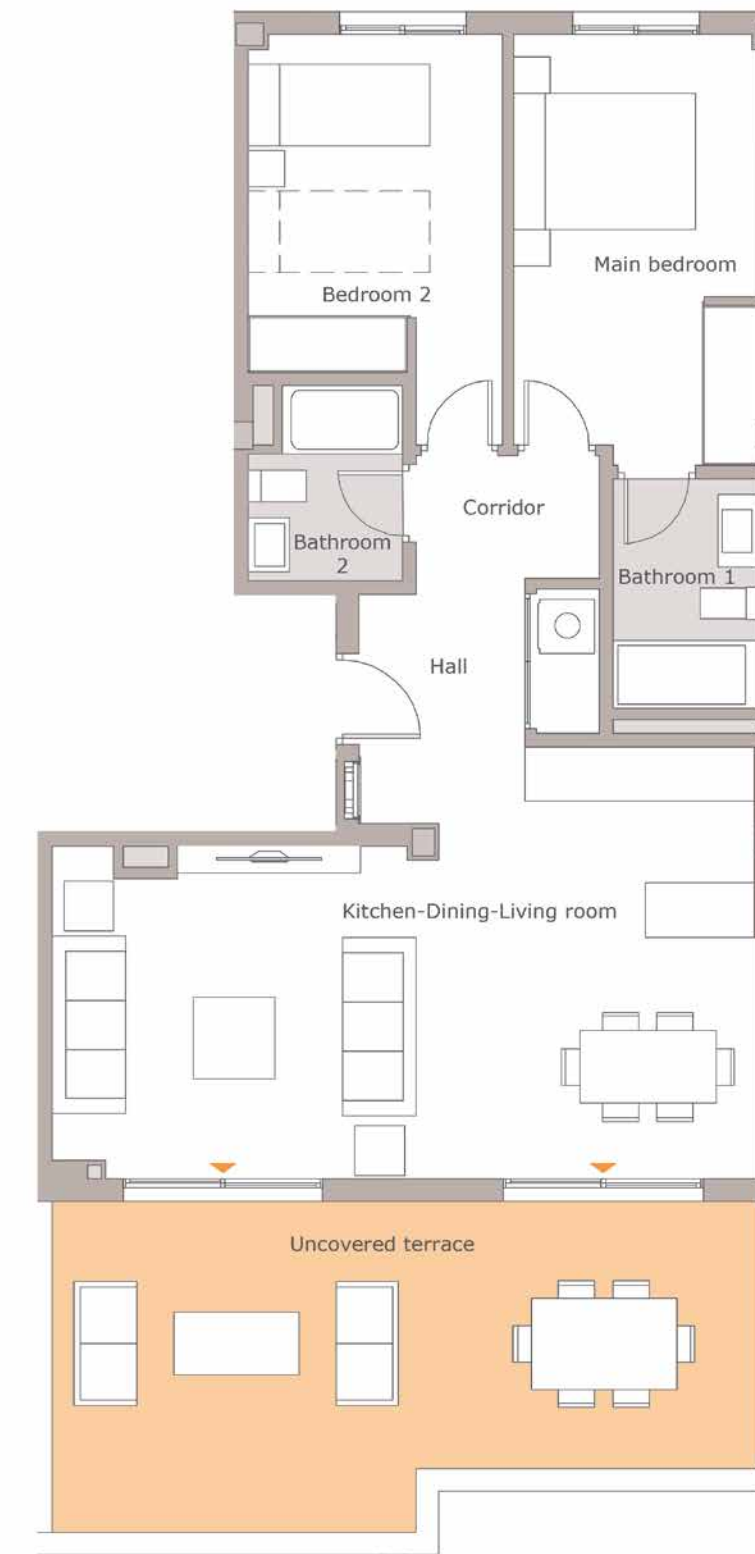 Main bedroom
Bedroom 2
Corridor
Bathroom
2
Bathroom 1
Hall
Kitchen-Dining-Living room
Uncovered terrace